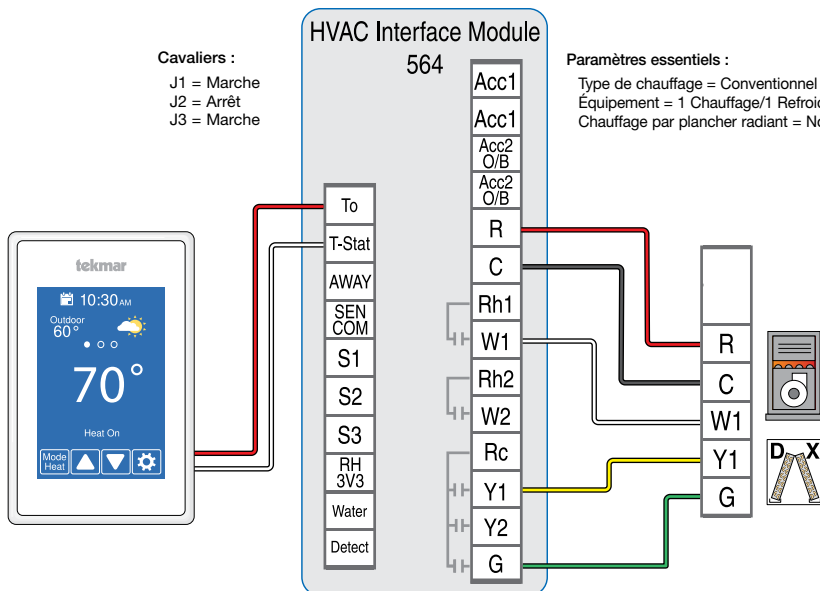 HVAC Interface Module
564
Cavaliers :
J1 = Marche
J2 = Arrêt
J3 = Marche
Paramètres essentiels :
Type de chauffage = Conventionnel
Équipement = 1 Chauffage/1 Refroid
Chauffage par plancher radiant = No
Acc1
Acc1
Acc2
O/B
Acc2
O/B
R
C
Rh1
W1
Rh2
W2
Rc
Y1
Y2
G
To
T-Stat
AWAY
SEN
COM
S1
S2
S3
RH
3V3
Water
Detect
tekmar
10:30 AM
Outdoor
60°
70°
Heat On
Mode
Heat
R
C
W1
Y1
G
D X